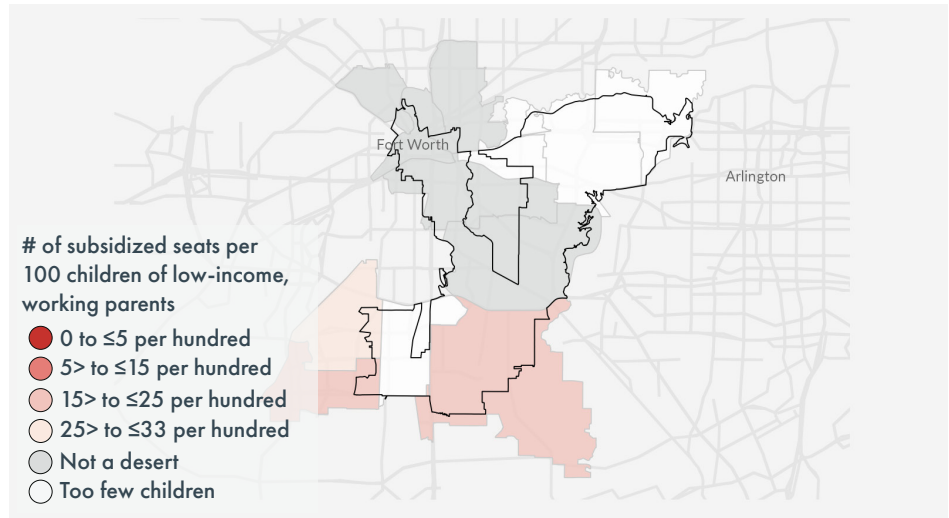 Fort Worth
Arlington
# of subsidized seats per
100 children of low-income,
working parents
0 to ≤5 per hundred
5> to ≤15 per hundred
15> to ≤25 per hundred
25> to ≤33 per hundred
Not a desert
Too few children